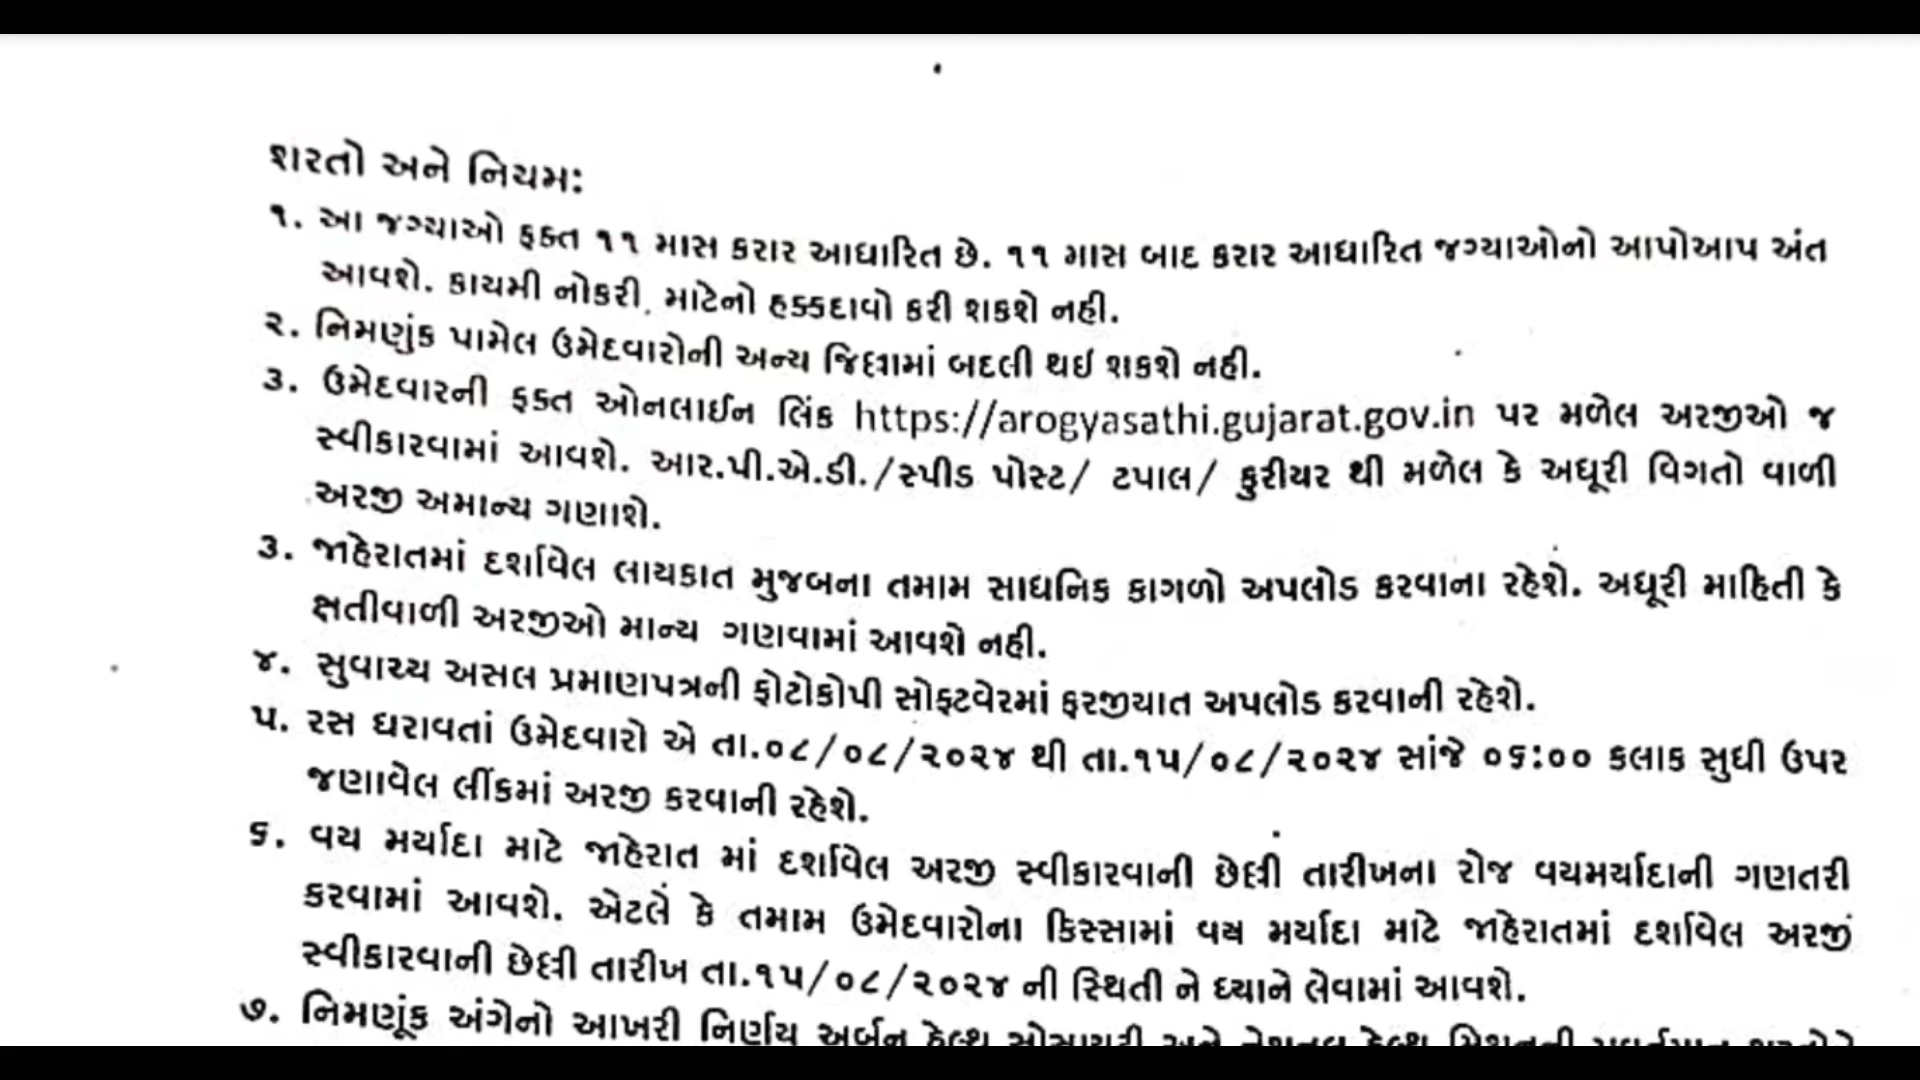 શરતો અને નિયમ:
૧. આ જગ્યાઓ ફક્ત ૧૧ માસ કરાર આધારિત છે. ૧૧ માસ બાદ કરાર આધારિત જગ્યાઓનો આપોઆપ અંત
આવશે. કાયમી નોકરી, માટેનો હક્કદાવો કરી શકશે નહી.
૨. નિમણુંક પામેલ ઉમેદવારોની અન્ય જિલ્લામાં બદલી થઈ શકશે નહી.
૩. ઉમેદવારની ફક્ત ઓનલાઈન લિંક https://arogyasathi.gujarat.gov.in પર મળેલ અરજીઓ જ
સ્વીકારવામાં આવશે. આર.પી.એ.ડી./સ્પીડ પોસ્ટ/ ટપાલ/ કુરીયર થી મળેલ કે અધૂરી વિગતો વાળી
અરજી અમાન્ય ગણાશે.
૩. જાહેરાતમાં દર્શાવેલ લાયકાત મુજબના તમામ સાધનિક કાગળો અપલોડ કરવાના રહેશે. અધૂરી માહિતી કે
ક્ષતીવાળી અરજીઓ માન્ય ગણવામાં આવશે નહી.
૪. સુવાચ્ય અસલ પ્રમાણપત્રની ફોટોકોપી સોફ્ટવેરમાં ફરજીયાત અપલોડ કરવાની રહેશે.
૫. રસ ધરાવતાં ઉમેદવારો એ તા.૦૮/૦૮/૨૦૨૪ થી તા.૧૫/૦૮/૨૦૨૪ સાંજે ૦૬:૦૦ કલાક સુધી ઉપર
જણાવેલ લીંકમાં અરજી કરવાની રહેશે.
૬. વય મર્યાદા માટે જાહેરાત માં દર્શાવેલ અરજી સ્વીકારવાની છેલ્લી તારીખના રોજ વયમર્યાદાની ગણતરી
કરવામાં આવશે. એટલે કે તમામ ઉમેદવારોના કિસ્સામાં વય મર્યાદા માટે જાહેરાતમાં દર્શાવેલ અરજી
સ્વીકારવાની છેલ્લી તારીખ તા.૧૫/૦૮/૨૦૨૪ ની સ્થિતી ને ધ્યાને લેવામાં આવશે.
૭. નિમણૂંક અંગેનો આખરી નિર્ણય અર્બન હેલ્થ સોસાયટી અને નેશનલ હેલ્થ મિશનની